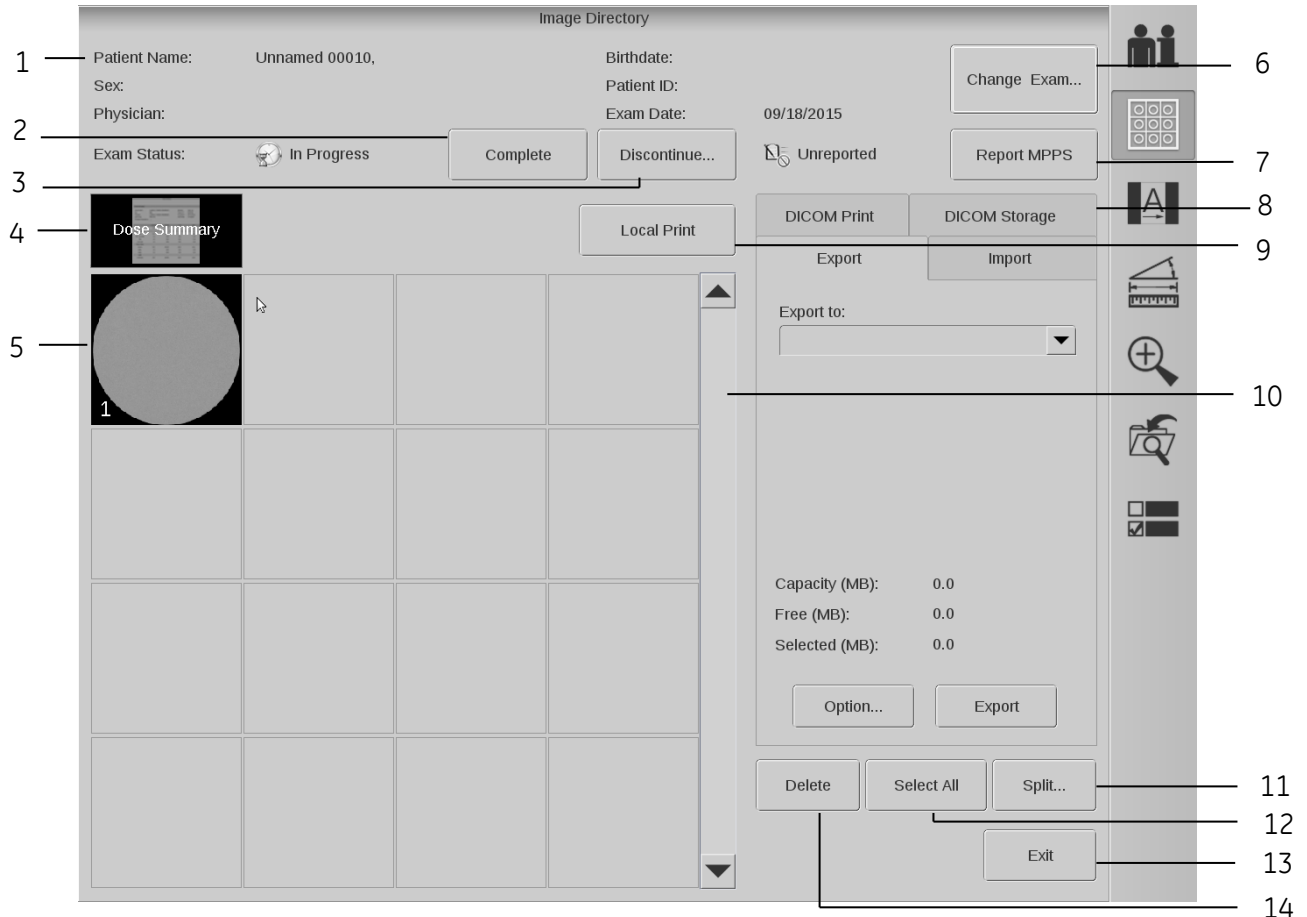 Image Directory
1 Patient Name: Unnamed 00010, Birthdate: Change Exam... 6
Sex: Patient ID:
Physician: Exam Date: 09/18/2015
2
Exam Status: In Progress Complete Discontinue... Unreported Report MPPS 7
3
4 Dose Summary Local Print DICOM Print DICOM Storage 8
9
Export Import
A
Export to:
5
1
10
Capacity (MB): 0.0
Free (MB): 0.0
Selected (MB): 0.0
Option... Export
Delete Select All Split... 11
12
Exit 13
14